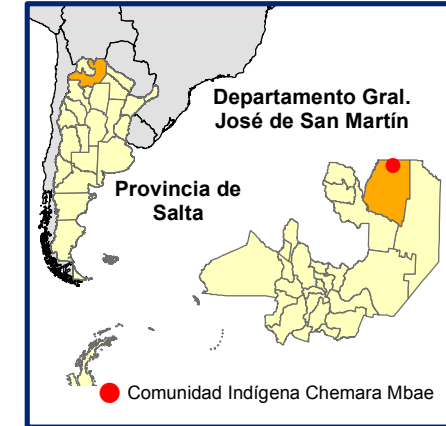 Departamento Gral.
José de San Martín
Provincia de
Salta
Comunidad Indígena Chemara Mbae